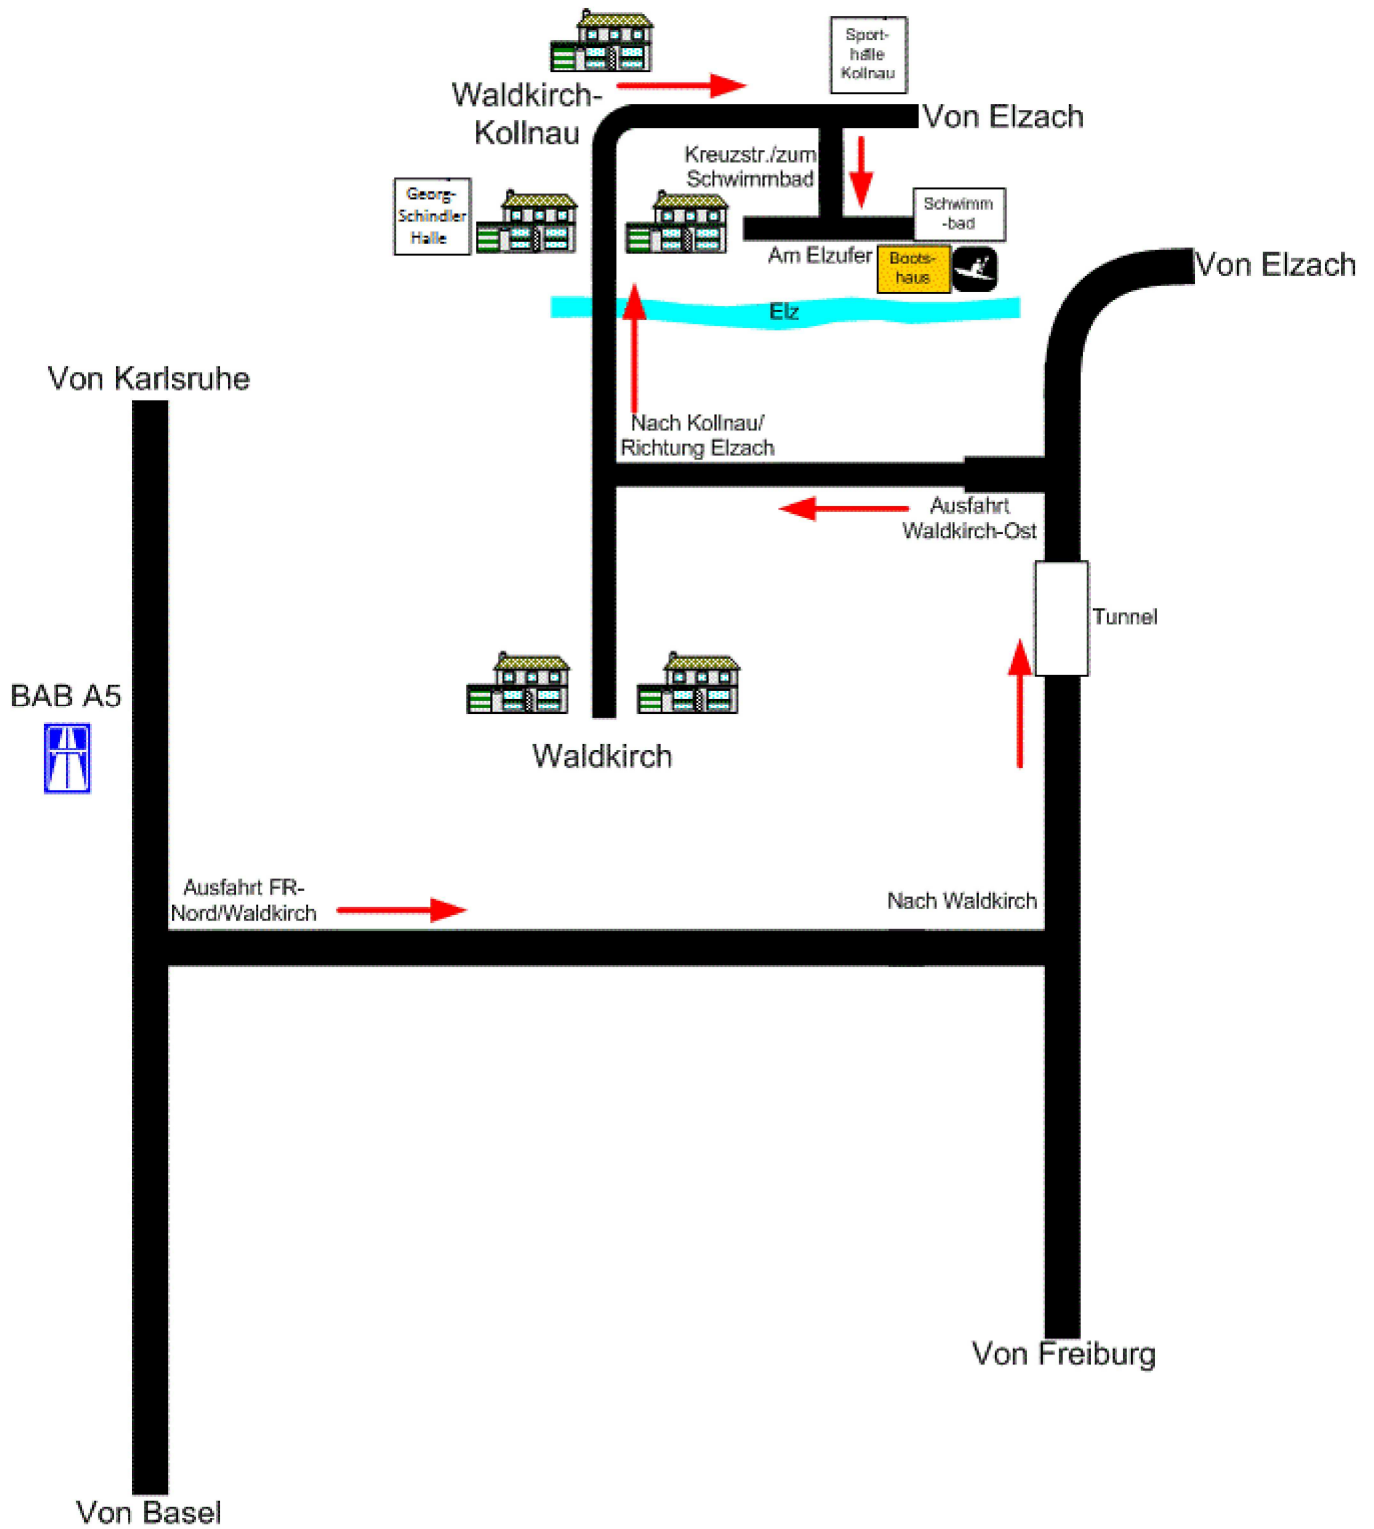 Sport-
halle
Kollnau
Waldkirch-
Kollnau
Von Elzach
Kreuzstr./zum
Schwimmbad
Georg-
Schindler
Halle
Schwimm
-bad
Am Elzufer
Boots-
haus
Von Elzach
Elz
Von Karlsruhe
Nach Kollnau/
Richtung Elzach
Ausfahrt
Waldkirch-Ost
Tunnel
BAB A5
Waldkirch
Ausfahrt FR-
Nord/Waldkirch
Nach Waldkirch
Von Freiburg
Von Basel